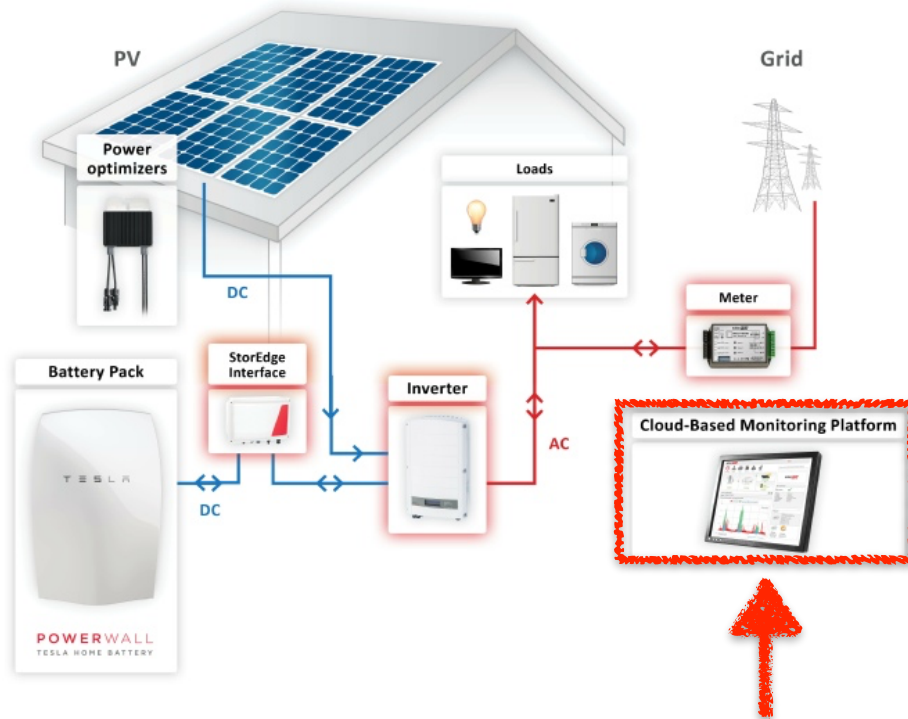 PV
Grid
Power
optimizers
Loads
DC
Meter
StorEdge
Interface
Battery Pack
Inverter
Cloud-Based Monitoring Platform
AC
TESLA
DC
POWERWALL
TESLA HOME BATTERY